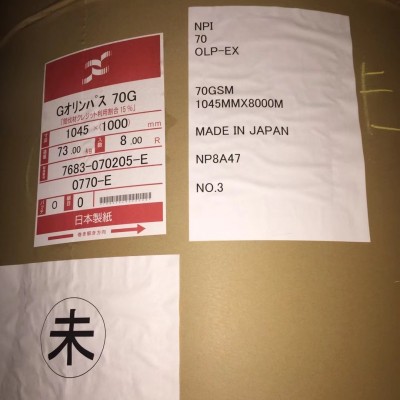 Gオリンパス 70G
1045 (1000) mm
73.00 8.00 R
7683-070205-E
0770-E
0 0
日本製紙
NPI
70
OLP-EX
70GSM
1045MMX8000M
MADE IN JAPAN
NP8A47
NO.3
未